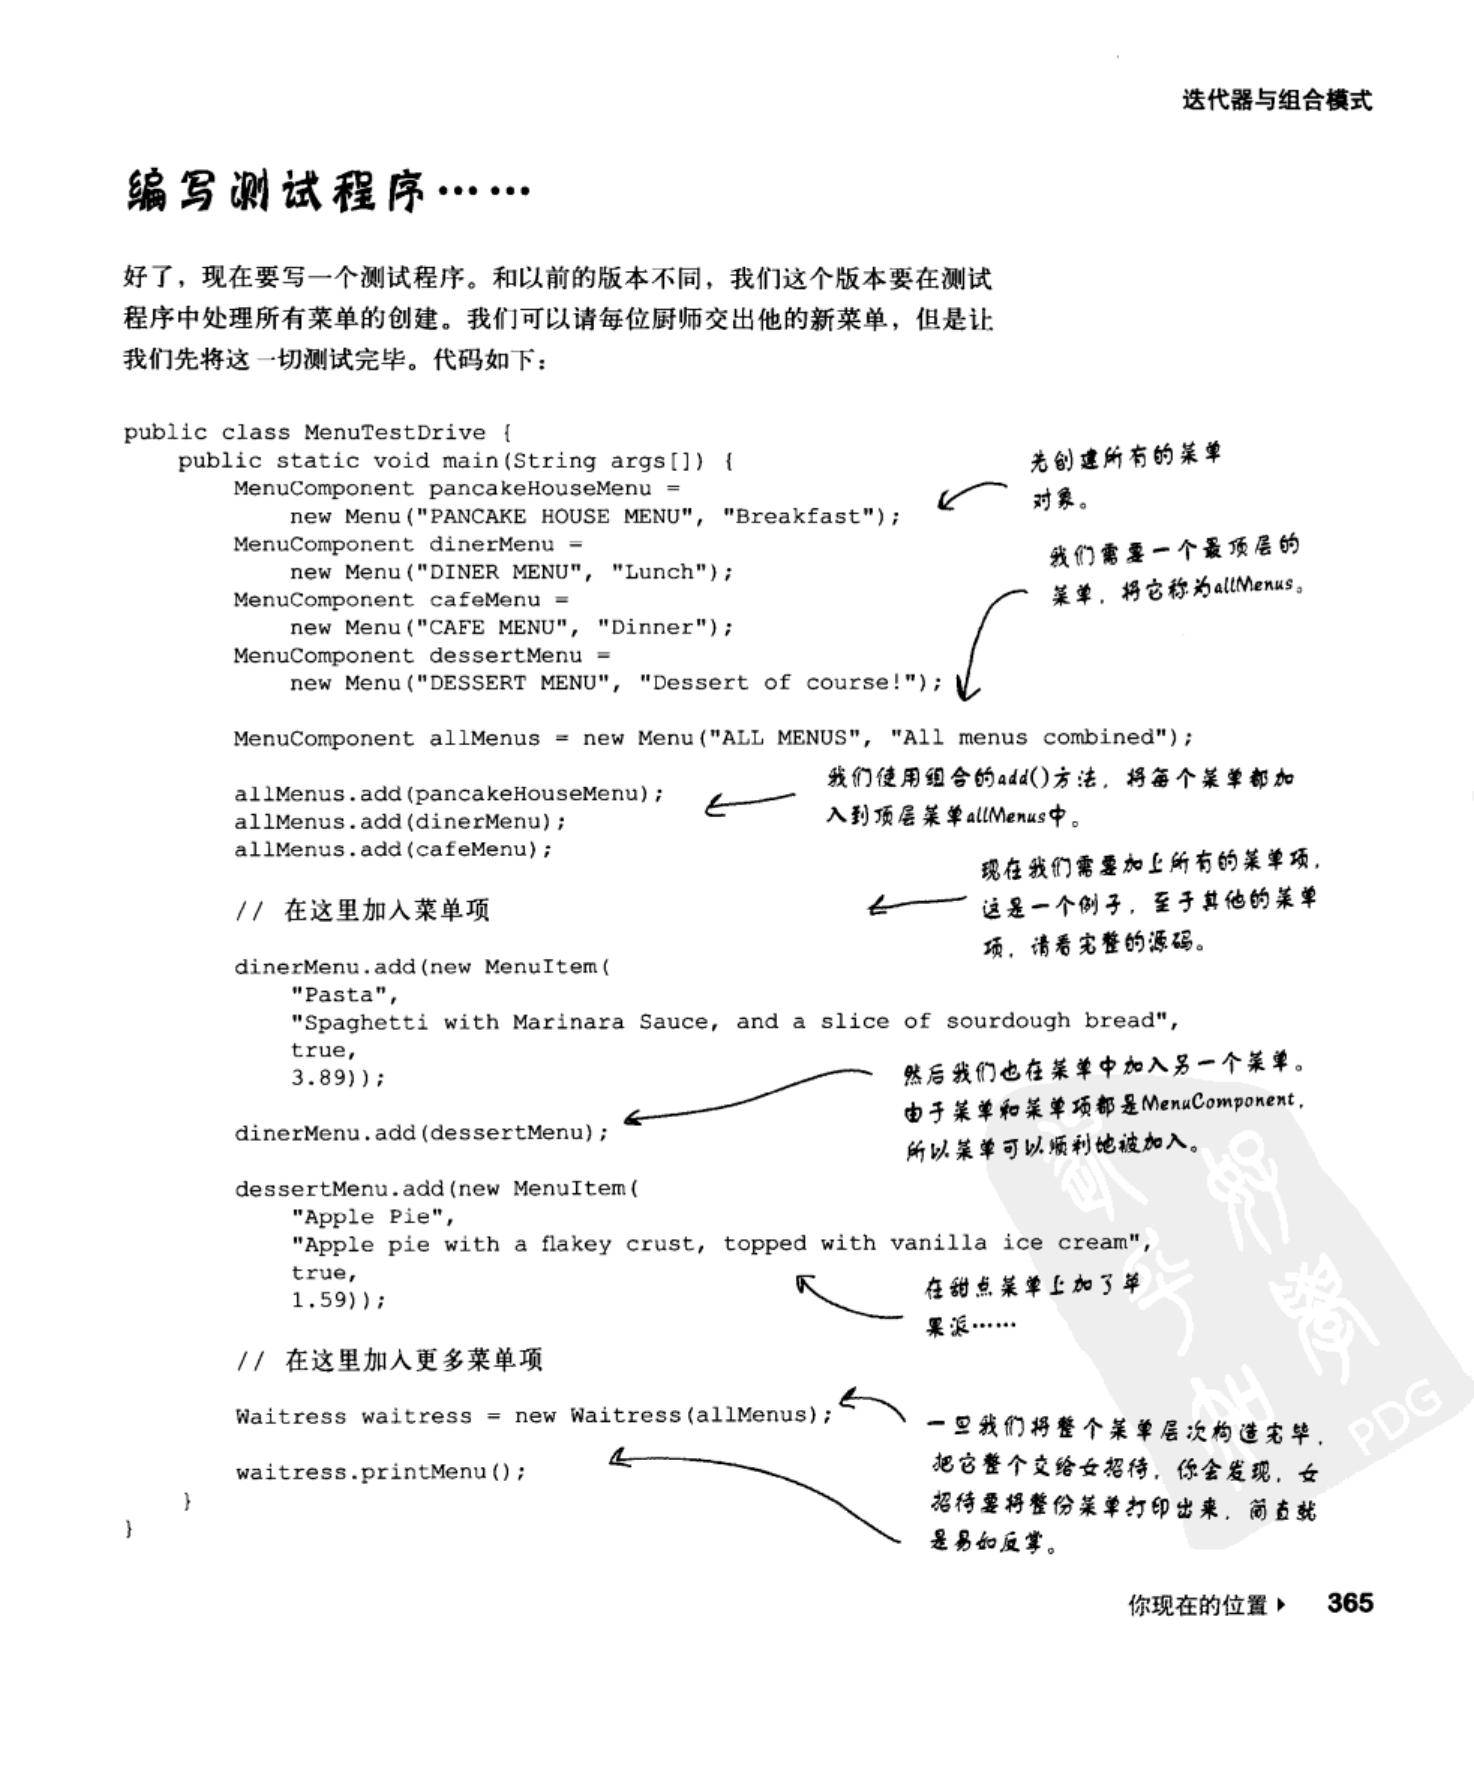 迭代器与组合模式
编写测试程序……
好了，现在要写一个测试程序。和以前的版本不同，我们这个版本要在测试
程序中处理所有菜单的创建。我们可以请每位厨师交出他的新菜单，但是让
我们先将这一切测试完毕。代码如下：
public class MenuTestDrive {
public static void main(String args[]) {
MenuComponent pancakeHouseMenu =
new Menu("PANCAKE HOUSE MENU", "Breakfast");
MenuComponent dinerMenu =
new Menu("DINER MENU", "Lunch");
MenuComponent cafeMenu =
new Menu("CAFE MENU", "Dinner");
MenuComponent dessertMenu =
new Menu("DESSERT MENU", "Dessert of course!");
先创建所有的菜单
对象。
我们需要一个最顶层的
菜单，将它称为allMenus。
MenuComponent allMenus = new Menu("ALL MENUS", "All menus combined");
allMenus.add(pancakeHouseMenu);
allMenus.add(dinerMenu);
allMenus.add(cafeMenu);
我们使用组合的add()方法，将每个菜单都加
入到顶层菜单allMenus中。
// 在这里加入菜单项
现在我们需要加上所有的菜单项，
这是一个例子，至于其他的菜单
项，请看完整的源码。
dinerMenu.add(new MenuItem(
"Pasta",
"Spaghetti with Marinara Sauce, and a slice of sourdough bread",
true,
3.89));
dinerMenu.add(dessertMenu);
然后我们也在菜单中加入另一个菜单。
由于菜单和菜单项都是MenuComponent，
所以菜单可以顺利地被加入。
dessertMenu.add(new MenuItem(
"Apple Pie",
"Apple pie with a flakey crust, topped with vanilla ice cream",
true,
1.59));
在甜点菜单上加了苹
果派……
// 在这里加入更多菜单项
Waitress waitress = new Waitress(allMenus);
waitress.printMenu();
}
}
一旦我们将整个菜单层次构造完毕，
把它整个交给女招待，你会发现，女
招待要将整份菜单打印出来，简直就
是易如反掌。
PDG
你现在的位置 365